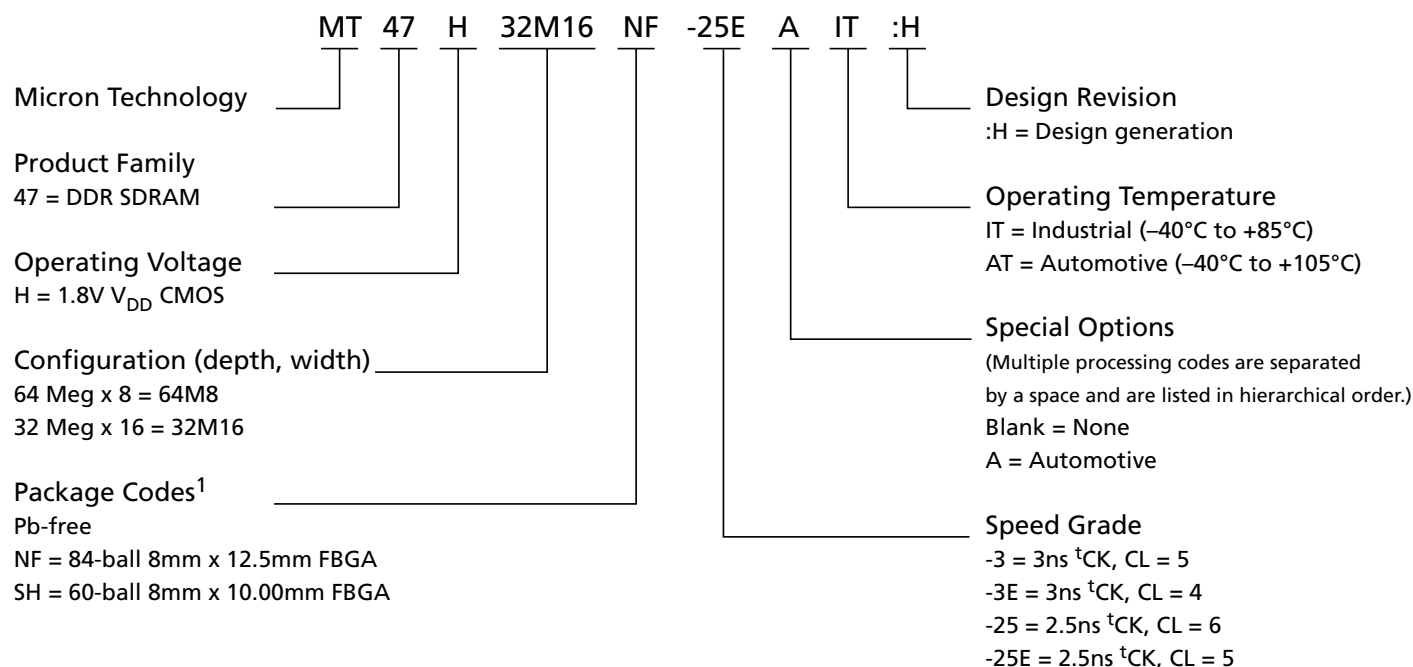 MT 47 H 32M16 NF -25E A IT :H
Micron Technology
Product Family
47 = DDR SDRAM
Operating Voltage
H = 1.8V VDD CMOS
Configuration (depth, width)
64 Meg x 8 = 64M8
32 Meg x 16 = 32M16
Package Codes1
Pb-free
NF = 84-ball 8mm x 12.5mm FBGA
SH = 60-ball 8mm x 10.00mm FBGA
Design Revision
:H = Design generation
Operating Temperature
IT = Industrial (–40°C to +85°C)
AT = Automotive (–40°C to +105°C)
Special Options
(Multiple processing codes are separated
by a space and are listed in hierarchical order.)
Blank = None
A = Automotive
Speed Grade
-3 = 3ns tCK, CL = 5
-3E = 3ns tCK, CL = 4
-25 = 2.5ns tCK, CL = 6
-25E = 2.5ns tCK, CL = 5